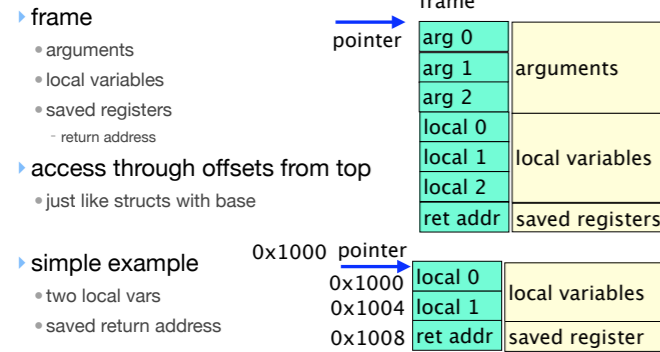 frame
arguments
local variables
saved registers
- return address
access through offsets from top
just like structs with base
simple example
two local vars
saved return address
frame
pointer
arg 0
arg 1
arg 2
arguments
local 0
local 1
local 2
local variables
ret addr
saved registers
0x1000 pointer
0x1000 local 0
0x1004 local 1
local variables
0x1008 ret addr saved register